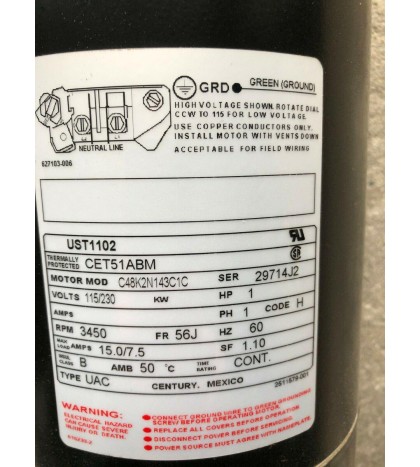 GRD GREEN (GROUND)
HIGH VOLTAGE SHOWN. ROTATE DIAL
CCW TO 115 FOR LOW VOLTAGE.
USE COPPER CONDUCTORS ONLY.
INSTALL MOTOR WITH VENTS DOWN
ACCEPTABLE FOR FIELD WIRING
NEUTRAL LINE
627103-006
UST1102
THERMALLY PROTECTED CET51ABM
MOTOR MOD C48K2N143C1C SER 29714J2
VOLTS 115/230 KW HP 1
AMPS PH 1 CODE H
RPM 3450 FR 56J HZ 60
MAX LOAD AMPS 15.0/7.5 SF 1.10
INSUL CLASS B AMB 50 °C TIME RATING CONT.
TYPE UAC CENTURY, MEXICO
WARNING:
ELECTRICAL HAZARD
CAN CAUSE SEVERE
INJURY OR DEATH
CONNECT GROUND FOR TO GREEN GROUNDING
SCREW BEFORE OPERATING MOTOR.
REPLACE ALL COVERS BEFORE OPERATING.
DISCONNECT POWER BEFORE SERVICING.
POWER SOURCE MUST AGREE WITH NAMEPLATE.